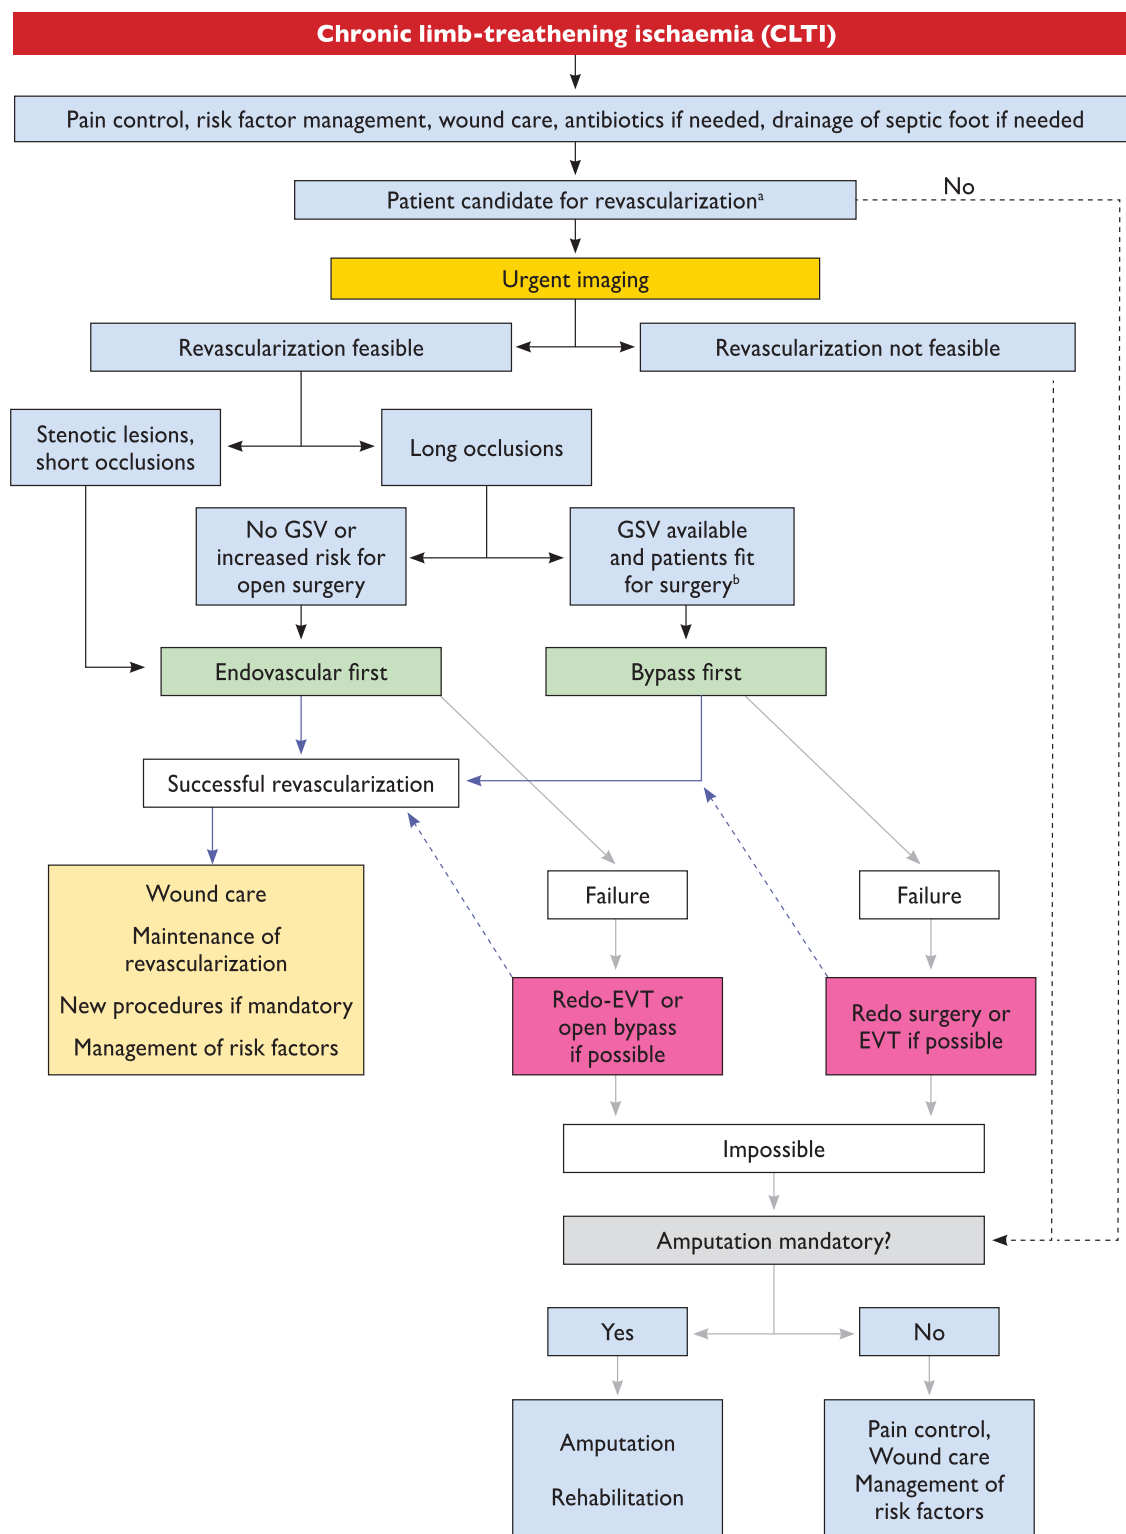 Chronic limb-treathening ischaemia (CLTI)
Pain control, risk factor management, wound care, antibiotics if needed, drainage of septic foot if needed
Patient candidate for revascularizationª
No
Urgent imaging
Revascularization feasible
Revascularization not feasible
Stenotic lesions,
short occlusions
Long occlusions
No GSV or
increased risk for
open surgery
GSV available
and patients fit
for surgeryᵇ
Endovascular first
Bypass first
Successful revascularization
Wound care
Maintenance of
revascularization
New procedures if mandatory
Management of risk factors
Failure
Failure
Redo-EVT or
open bypass
if possible
Redo surgery or
EVT if possible
Impossible
Amputation mandatory?
Yes
No
Amputation
Rehabilitation
Pain control,
Wound care
Management of
risk factors